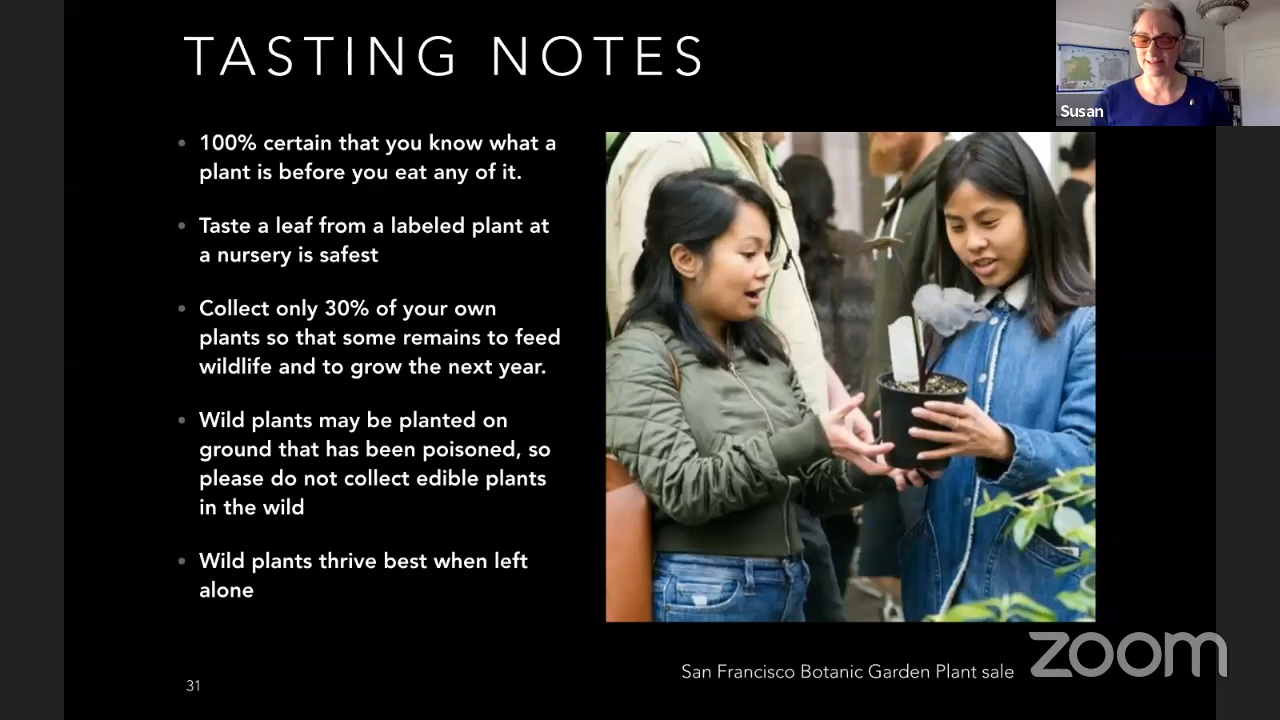 TASTING NOTES
Susan
100% certain that you know what a
plant is before you eat any of it.
Taste a leaf from a labeled plant at
a nursery is safest
Collect only 30% of your own
plants so that some remains to feed
wildlife and to grow the next year.
Wild plants may be planted on
ground that has been poisoned, so
please do not collect edible plants
in the wild
Wild plants thrive best when left
alone
San Francisco Botanic Garden Plant sale
zoom
31